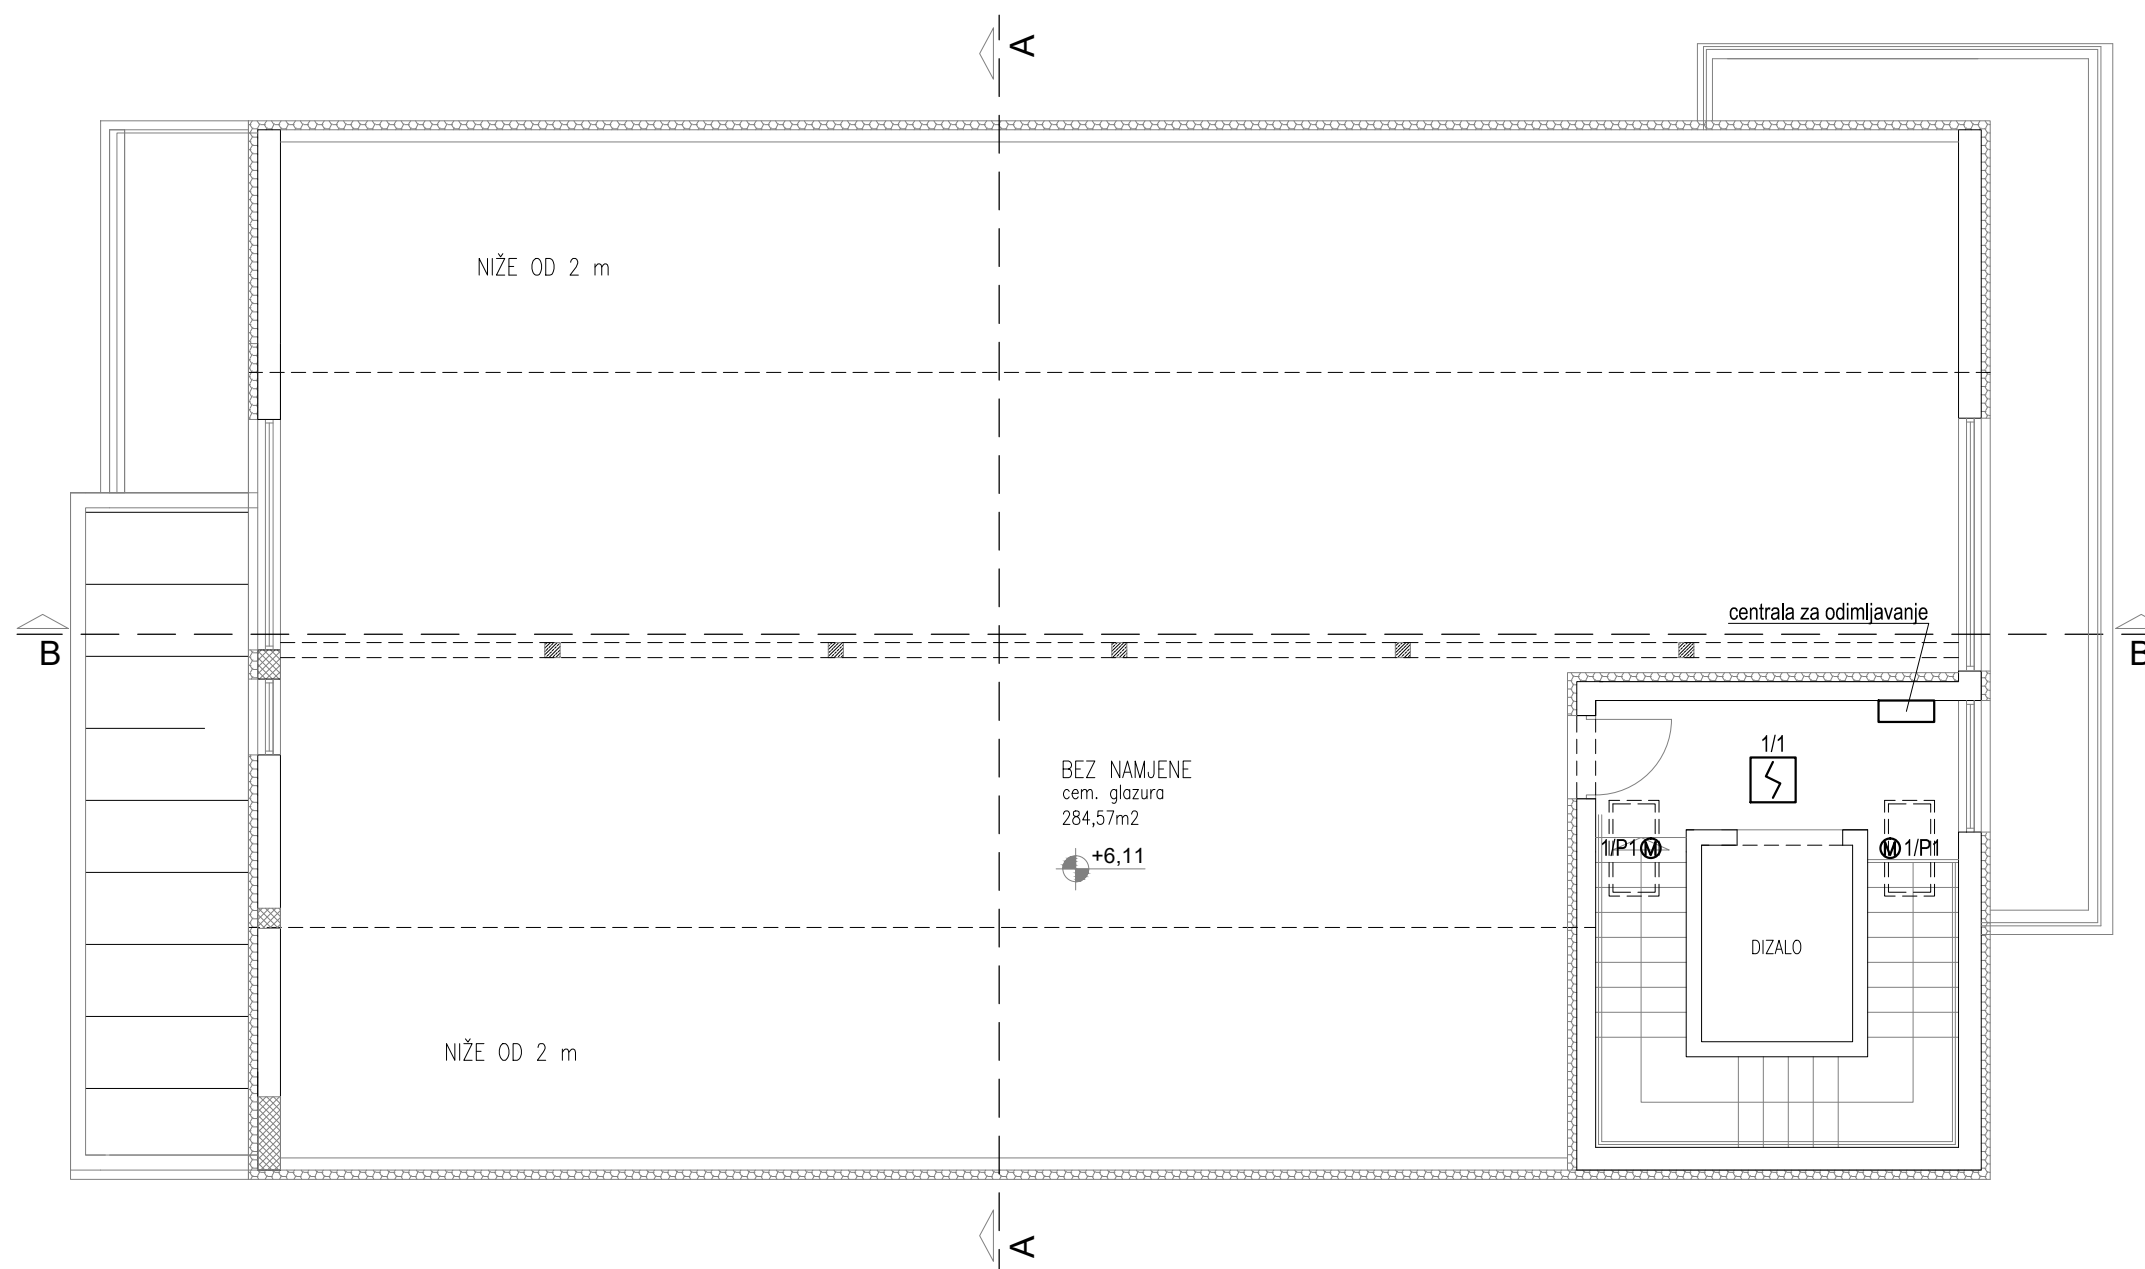 A
NIŽE OD 2 m
centrala za odimljavanje
B
B
1/1
BEZ NAMJENE
cem. glazura
284,57m2
+6,11
1/P1 M
M 1/P1
DIZALO
NIŽE OD 2 m
A